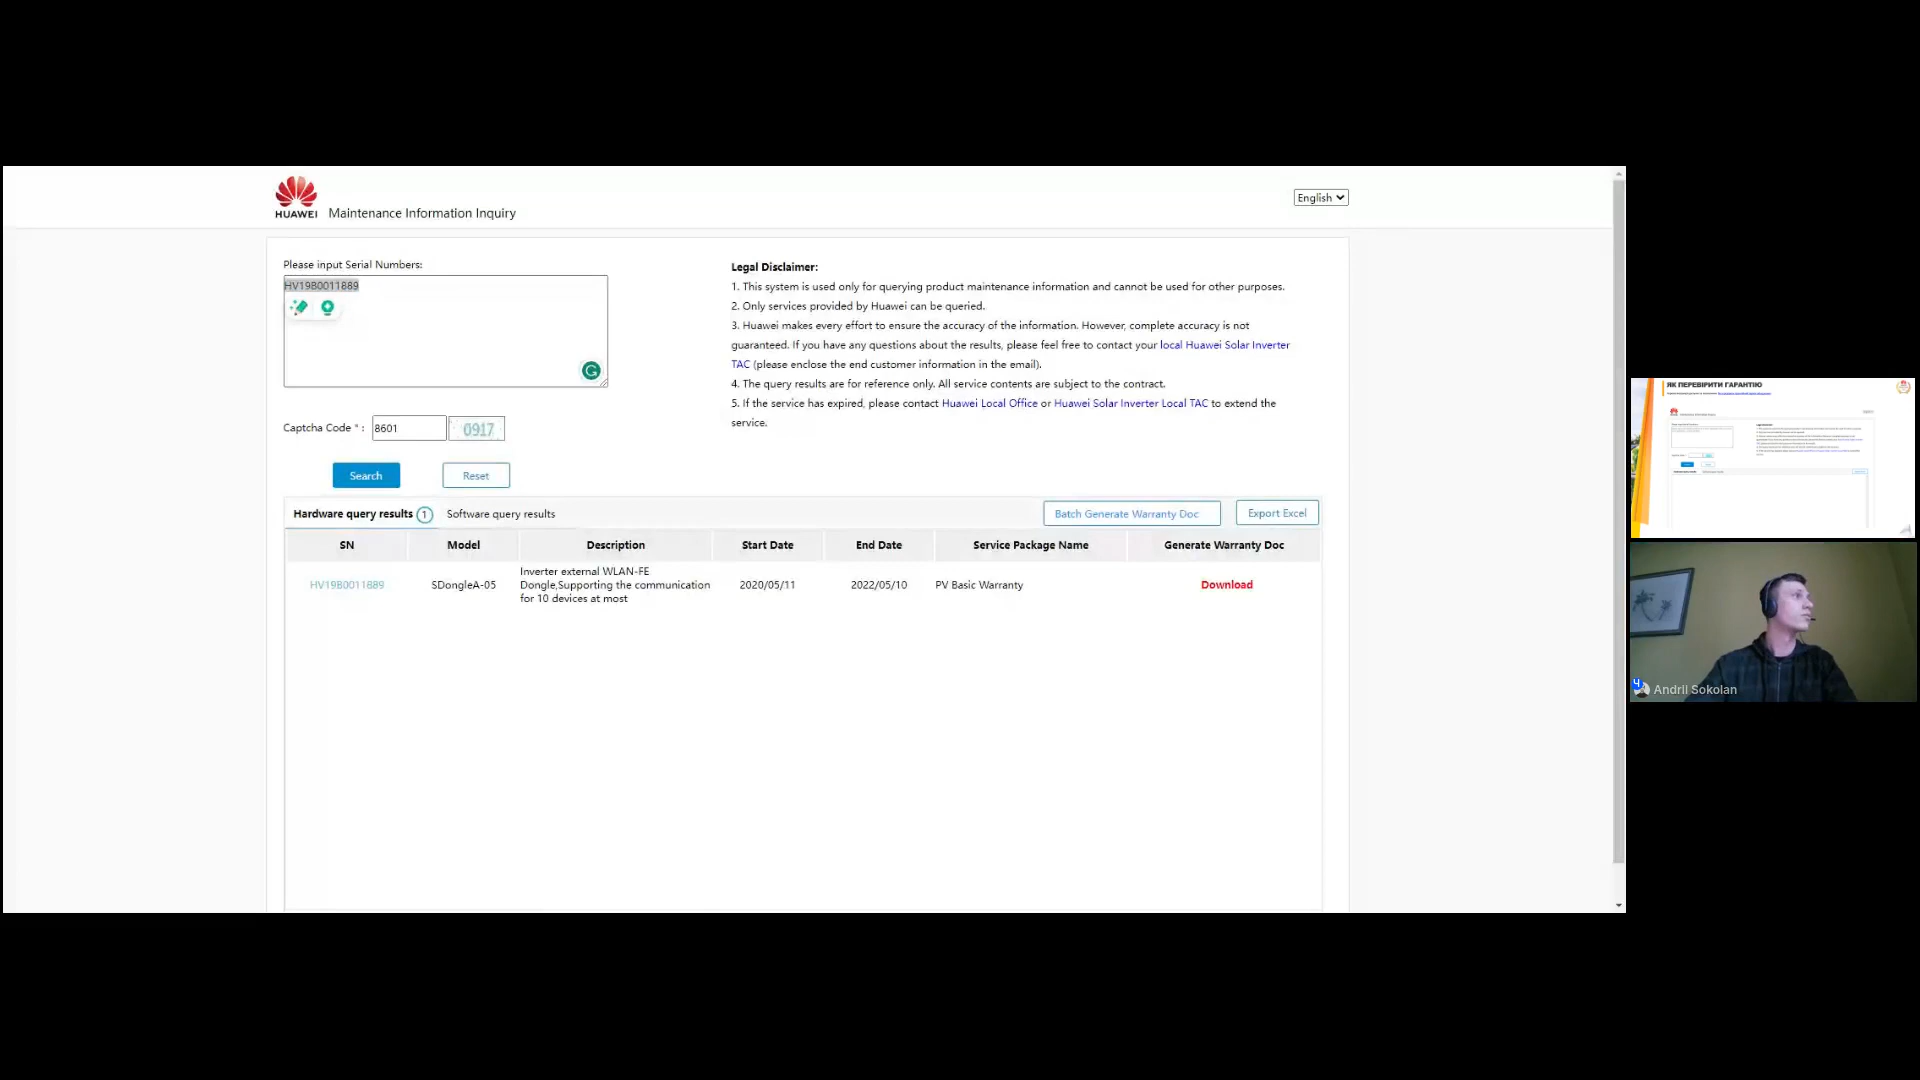 HUAWEI
Maintenance Information Inquiry
English
Please input Serial Numbers:
HV19B0011889
Captcha Code * :
8601
0917
Search
Reset
Legal Disclaimer:
1. This system is used only for querying product maintenance information and cannot be used for other purposes.
2. Only services provided by Huawei can be queried.
3. Huawei makes every effort to ensure the accuracy of the information. However, complete accuracy is not
guaranteed. If you have any questions about the results, please feel free to contact your local Huawei Solar Inverter
TAC (please enclose the end customer information in the email).
4. The query results are for reference only. All service contents are subject to the contract.
5. If the service has expired, please contact Huawei Local Office or Huawei Solar Inverter Local TAC to extend the
service.
Hardware query results 1
Software query results
Batch Generate Warranty Doc
Export Excel
SN Model Description Start Date End Date Service Package Name Generate Warranty Doc
Inverter external WLAN-FE
HV19B0011889 SDongleA-05 Dongle,Supporting the communication 2020/05/11 2022/05/10 PV Basic Warranty Download
for 10 devices at most
ЯК ПЕРЕВІРИТИ ГАРАНТІЮ
Andrii Sokolan